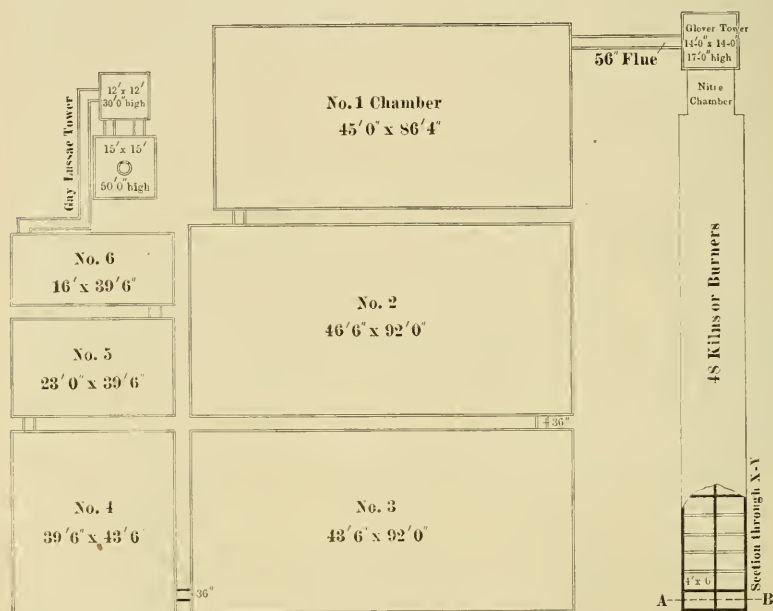 Glover Tower
14'-0" x 14-0"
17'-0" high
56" Flue
Nitre
Chamber
12' x 12'
30'0" high
Gay Lussac Tower
15' x 15'
50'0" high
No. 1 Chamber
45'0" x 86'4"
No. 6
16' x 39'6"
No. 2
46'6" x 92'0"
48 Kilns or Burners
No. 5
23'0" x 39'6"
36"
No. 4
39'6" x 43'6
No. 3
43'6" x 92'0"
Section through X-Y
4' x 6
36"
A
B